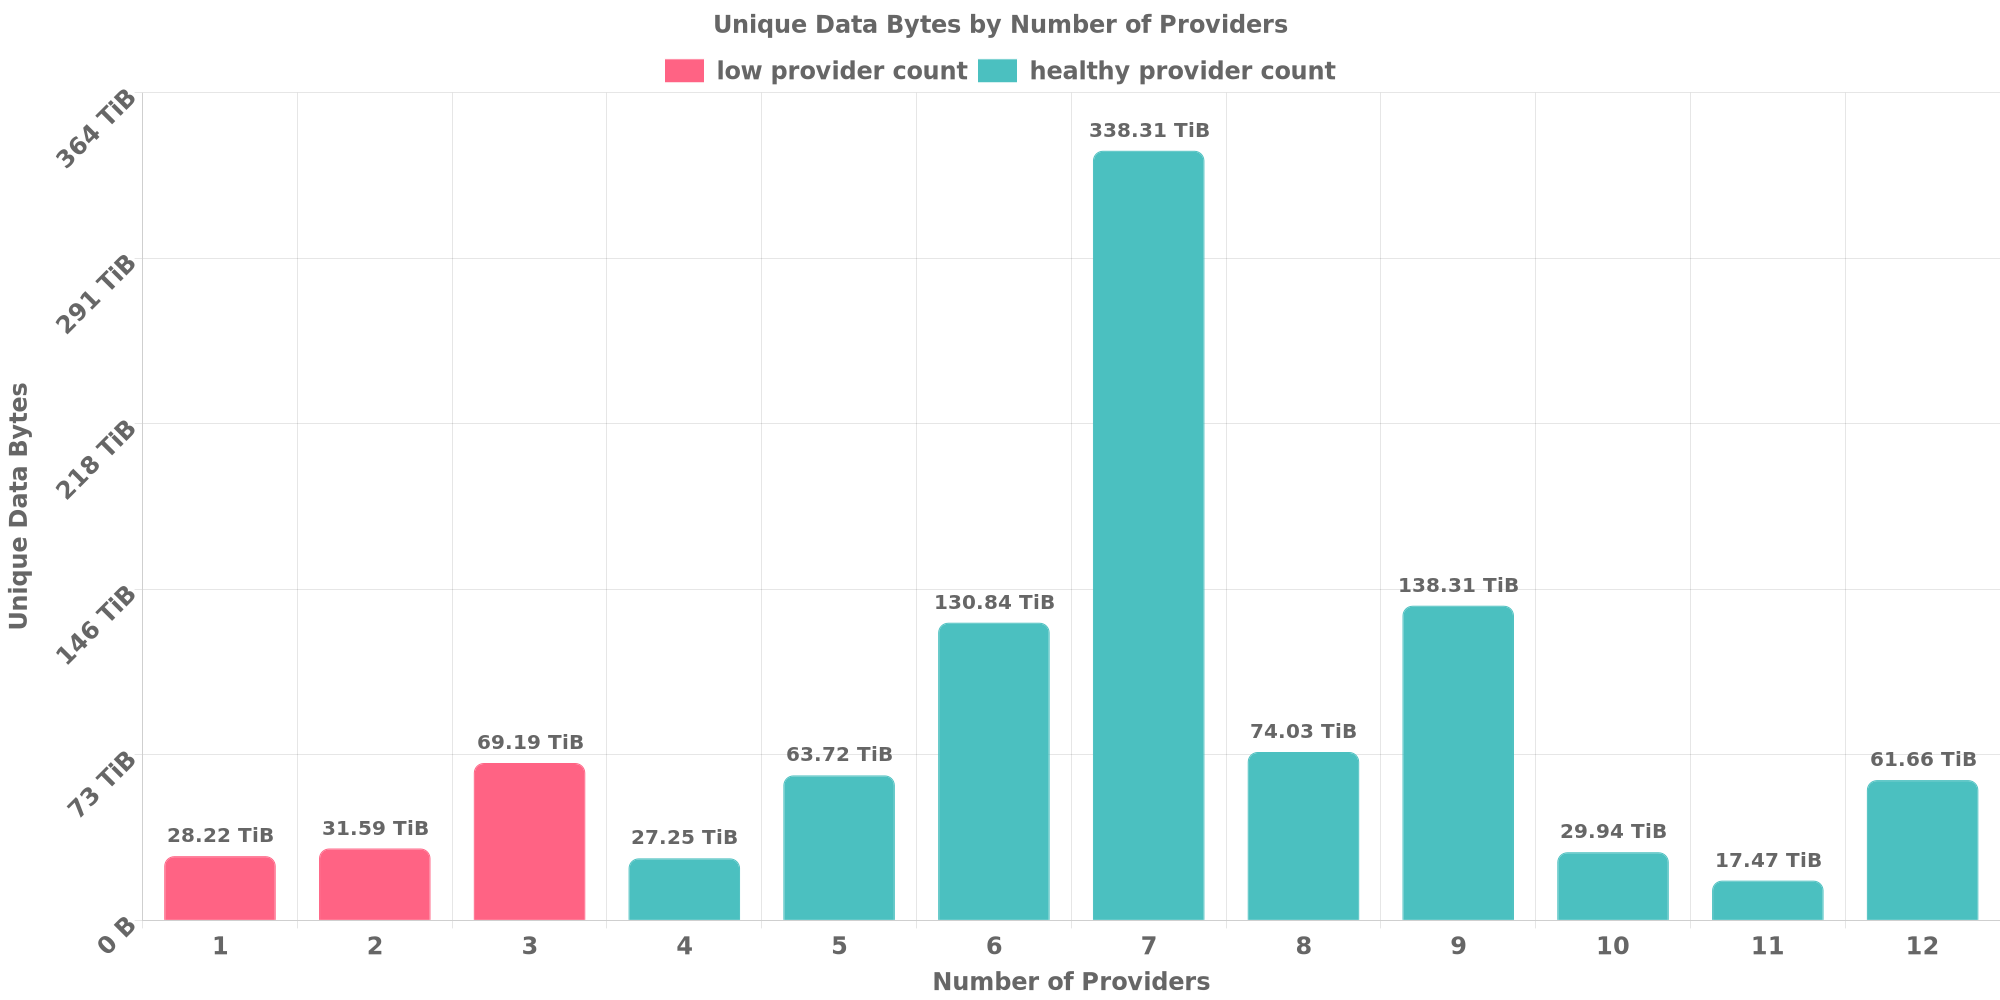 Unique Data Bytes by Number of Providers
low provider count healthy provider count
364 TiB
291 TiB
218 TiB
146 TiB
73 TiB
0 B
Unique Data Bytes
28.22 TiB
31.59 TiB
69.19 TiB
27.25 TiB
63.72 TiB
130.84 TiB
338.31 TiB
74.03 TiB
138.31 TiB
29.94 TiB
17.47 TiB
61.66 TiB
1 2 3 4 5 6 7 8 9 10 11 12
Number of Providers